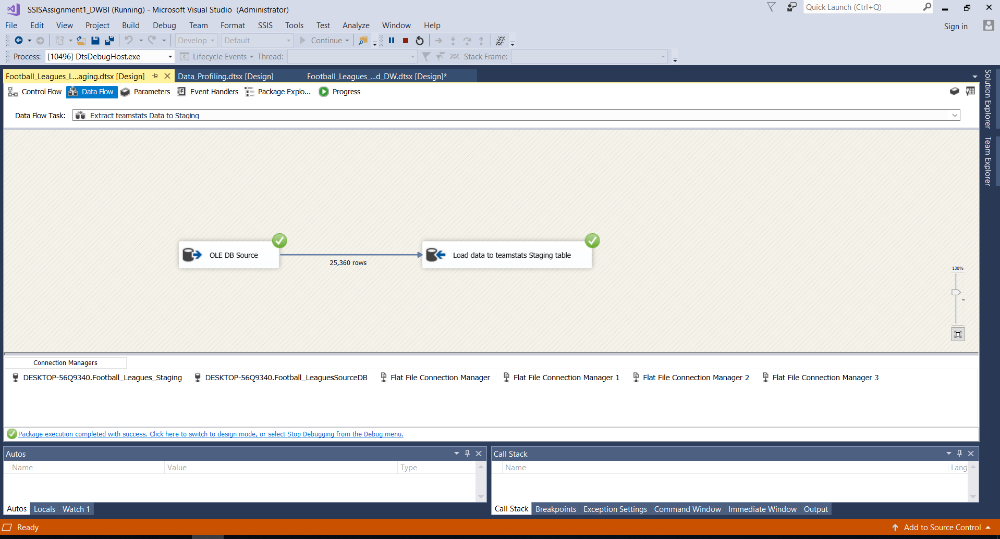 SSISAssignment1_DWBI (Running) - Microsoft Visual Studio (Administrator)
Quick Launch (Ctrl+Q)
File Edit View Project Build Debug Team Format SSIS Tools Test Analyze Window Help
Sign in
Develop Default Continue
Process: [10496] DtsDebugHost.exe Lifecycle Events Thread: Stack Frame:
Football_Leagues_L...aging.dtsx [Design] Data_Profiling.dtsx [Design] Football_Leagues_...d_DW.dtsx [Design]*
Control Flow Data Flow Parameters Event Handlers Package Explo... Progress
Solution Explorer
Team Explorer
Data Flow Task: Extract teamstats Data to Staging
OLE DB Source
25,360 rows
Load data to teamstats Staging table
130%
Connection Managers
DESKTOP-56Q9340.Football_Leagues_Staging DESKTOP-56Q9340.Football_LeaguesSourceDB Flat File Connection Manager Flat File Connection Manager 1 Flat File Connection Manager 2 Flat File Connection Manager 3
Package execution completed with success. Click here to switch to design mode, or select Stop Debugging from the Debug menu.
Autos
Name Value Type
Autos Locals Watch 1
Call Stack
Name Lang
Call Stack Breakpoints Exception Settings Command Window Immediate Window Output
Ready
Add to Source Control